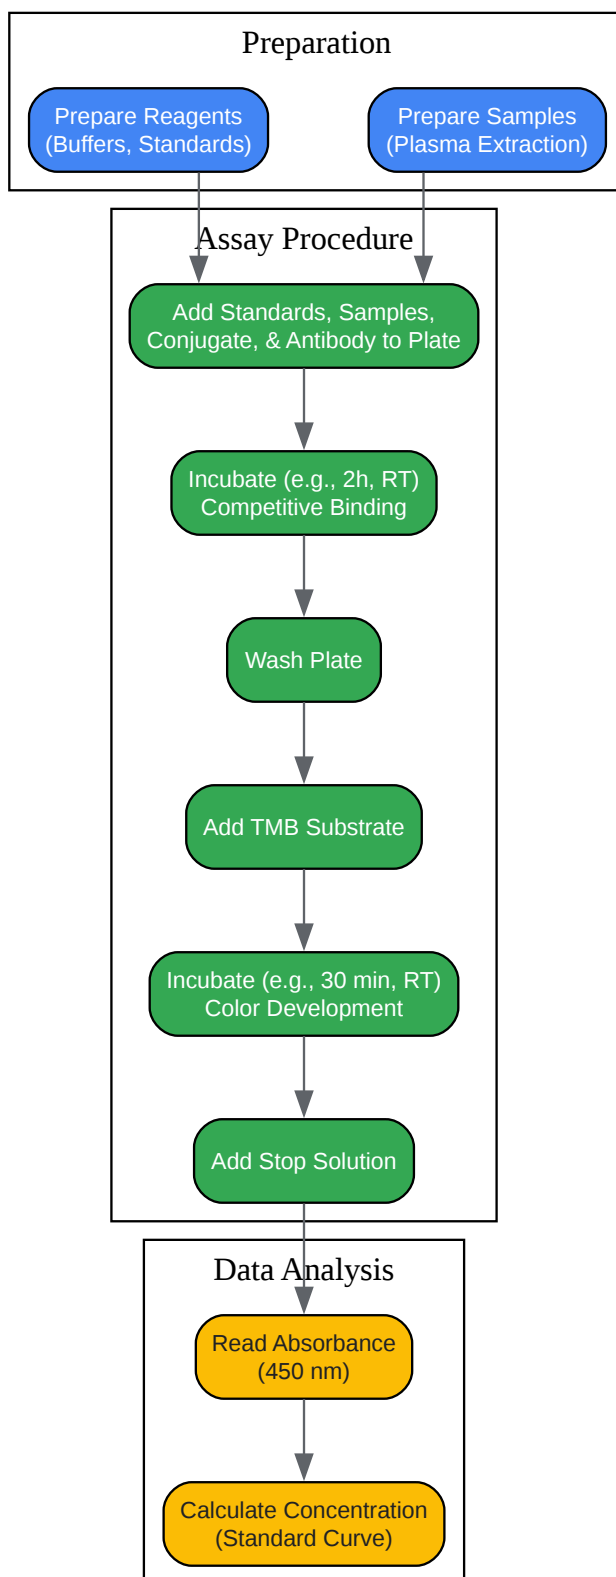 Preparation
Prepare Reagents
(Buffers, Standards)
Prepare Samples
(Plasma Extraction)
Assay Procedure
Add Standards, Samples,
Conjugate, & Antibody to Plate
Incubate (e.g., 2h, RT)
Competitive Binding
Wash Plate
Add TMB Substrate
Incubate (e.g., 30 min, RT)
Color Development
Add Stop Solution
Data Analysis
Read Absorbance
(450 nm)
Calculate Concentration
(Standard Curve)